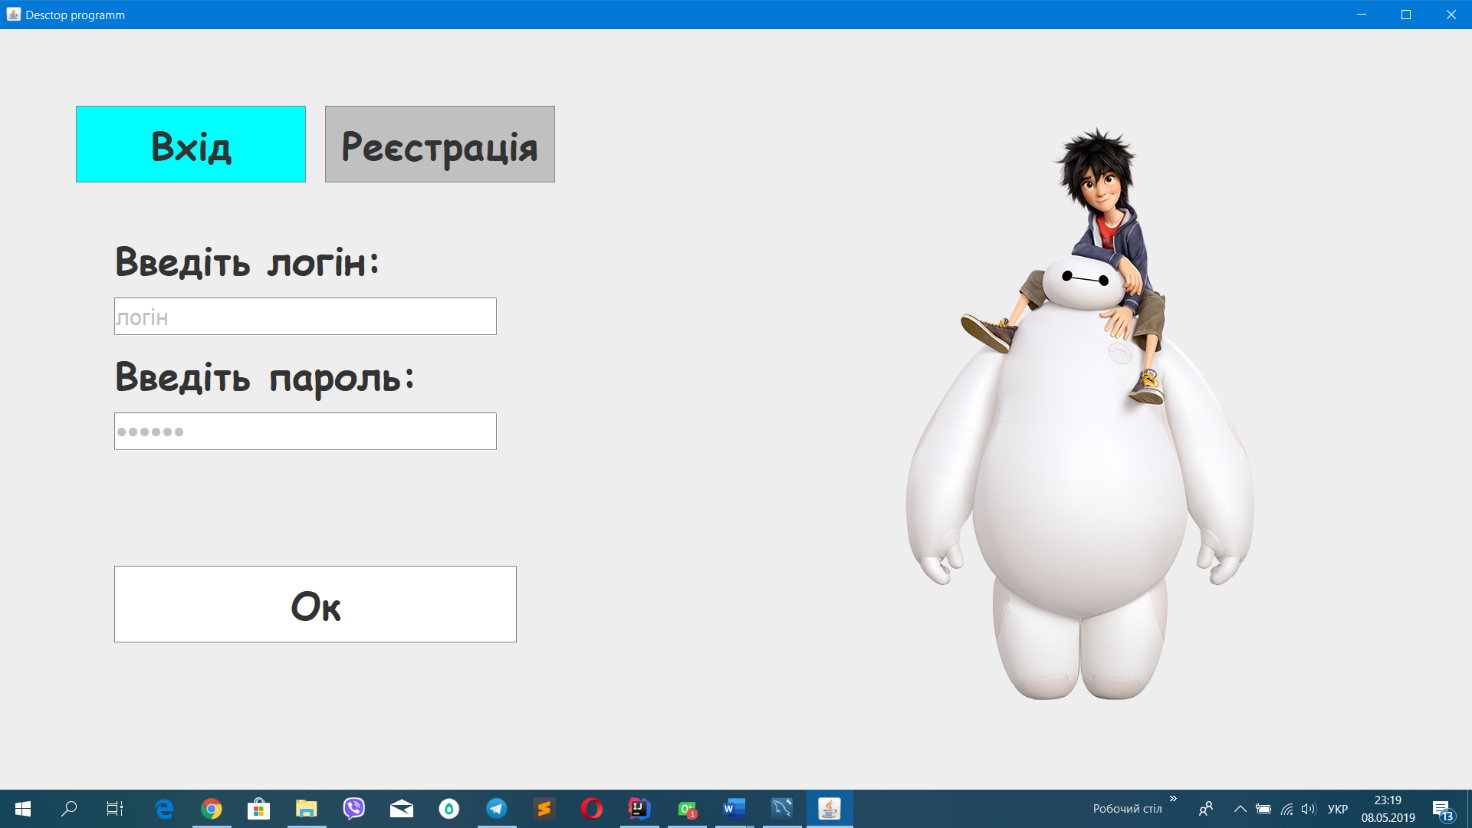 Desctop programm
Вхід
Реєстрація
Введіть логін:
логін
Введіть пароль:
••••••
Ок
Робочий стіл
»
УКР
23:19
08.05.2019
13